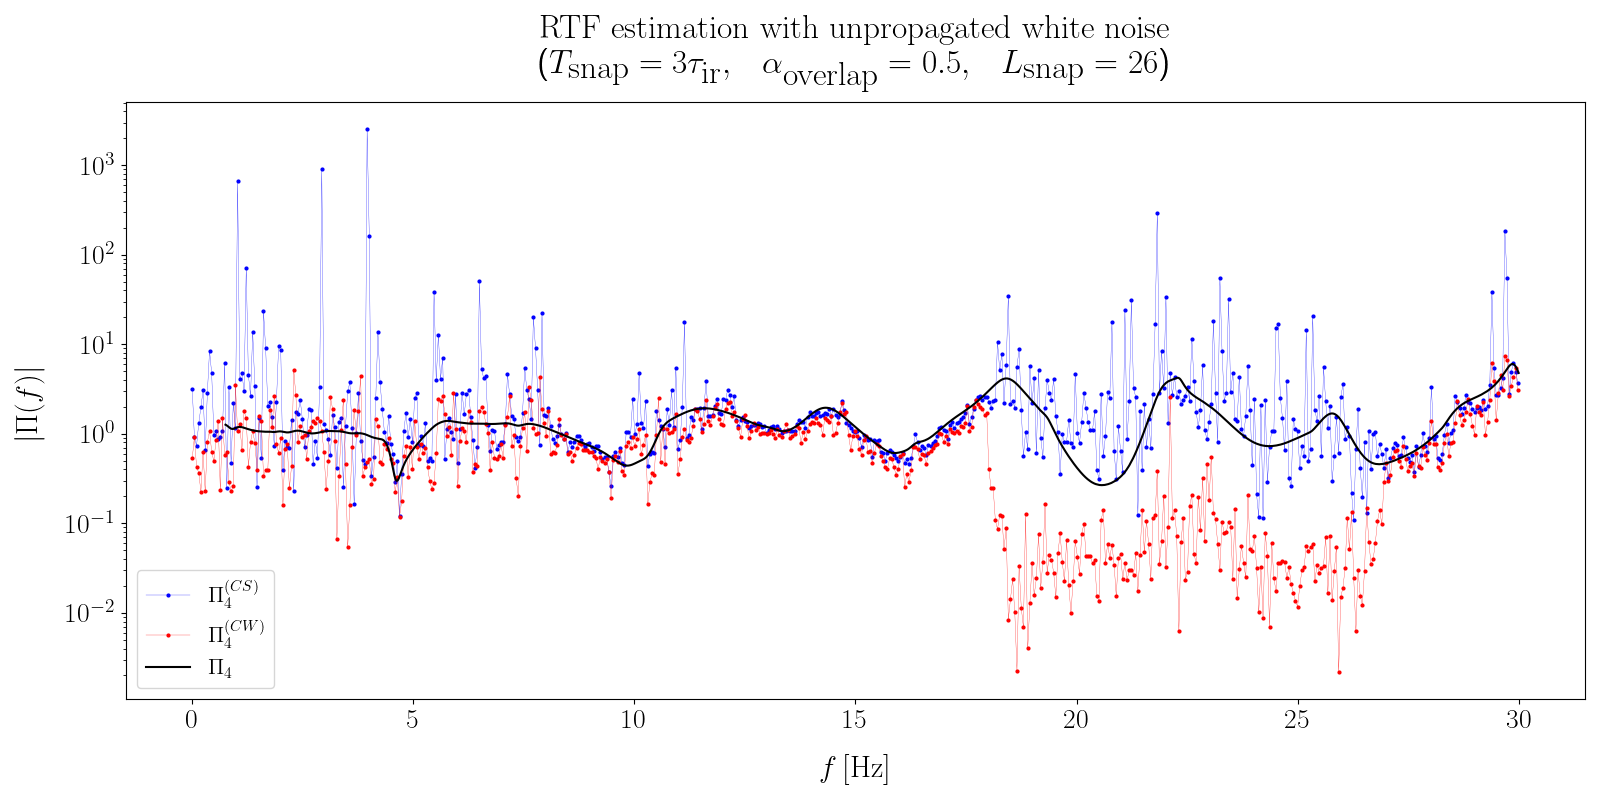 RTF estimation with unpropagated white noise
(T_snap = 3τ_ir,   α_overlap = 0.5,   L_snap = 26)
|Π(f)|
10^3
10^2
10^1
10^0
10^−1
10^−2
Π_4^(CS)
Π_4^(CW)
Π_4
0 5 10 15 20 25 30
f [Hz]